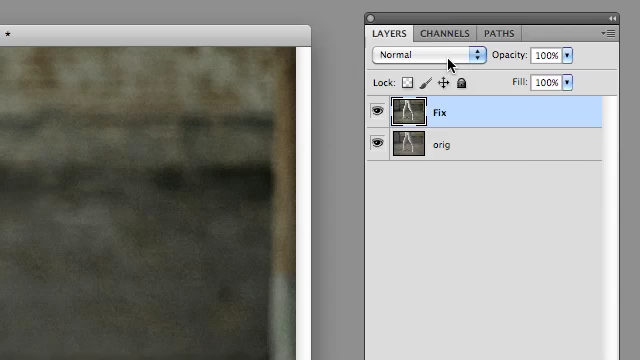 *
LAYERS CHANNELS PATHS
Normal Opacity: 100%
Lock: Fill: 100%
Fix
orig